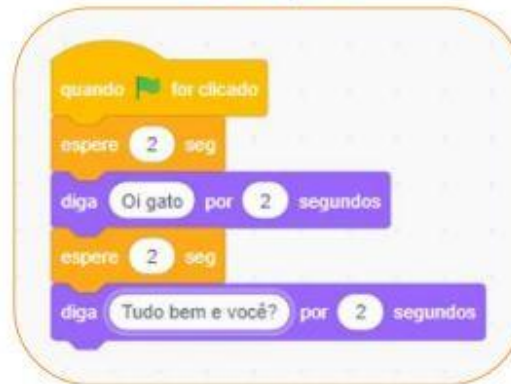 quando for clicado
espere 2 seg
diga Oi gato por 2 segundos
espere 2 seg
diga Tudo bem e você? por 2 segundos